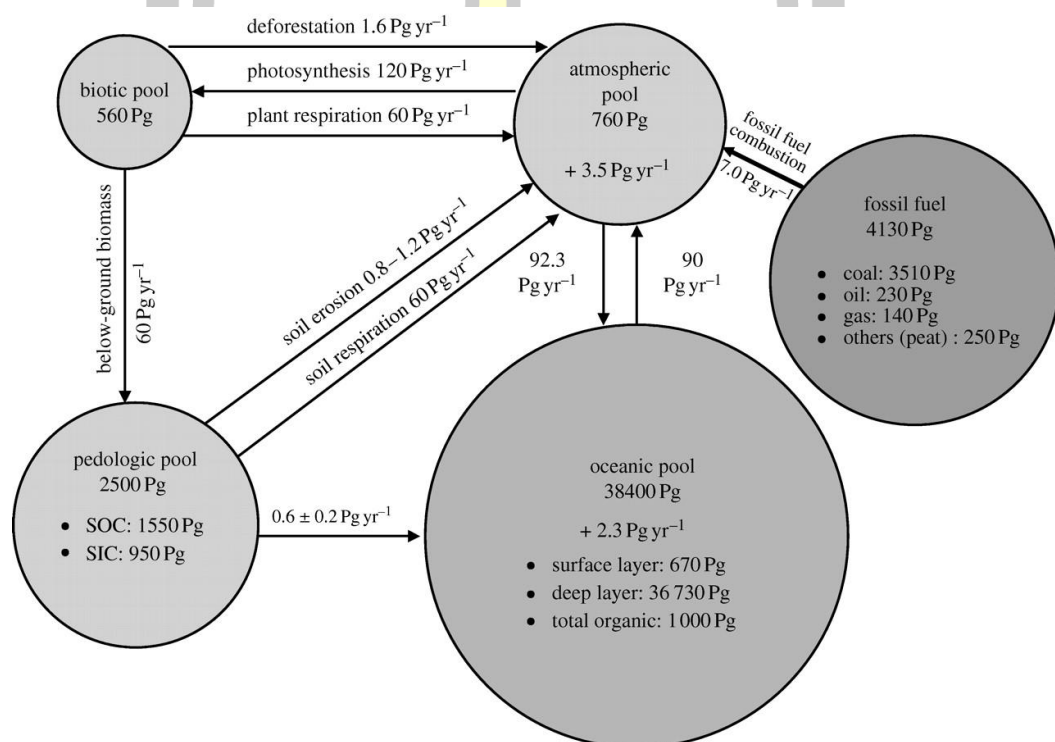 deforestation 1.6 Pg yr⁻¹
photosynthesis 120 Pg yr⁻¹
plant respiration 60 Pg yr⁻¹
biotic pool
560 Pg
atmospheric
pool
760 Pg
+ 3.5 Pg yr⁻¹
fossil fuel
combustion
7.0 Pg yr⁻¹
fossil fuel
4130 Pg
• coal: 3510 Pg
• oil: 230 Pg
• gas: 140 Pg
• others (peat) : 250 Pg
below-ground biomass
60 Pg yr⁻¹
soil erosion 0.8–1.2 Pg yr⁻¹
soil respiration 60 Pg yr⁻¹
92.3
Pg yr⁻¹
90
Pg yr⁻¹
pedologic pool
2500 Pg
• SOC: 1550 Pg
• SIC: 950 Pg
0.6 ± 0.2 Pg yr⁻¹
oceanic pool
38400 Pg
+ 2.3 Pg yr⁻¹
• surface layer: 670 Pg
• deep layer: 36 730 Pg
• total organic: 1000 Pg